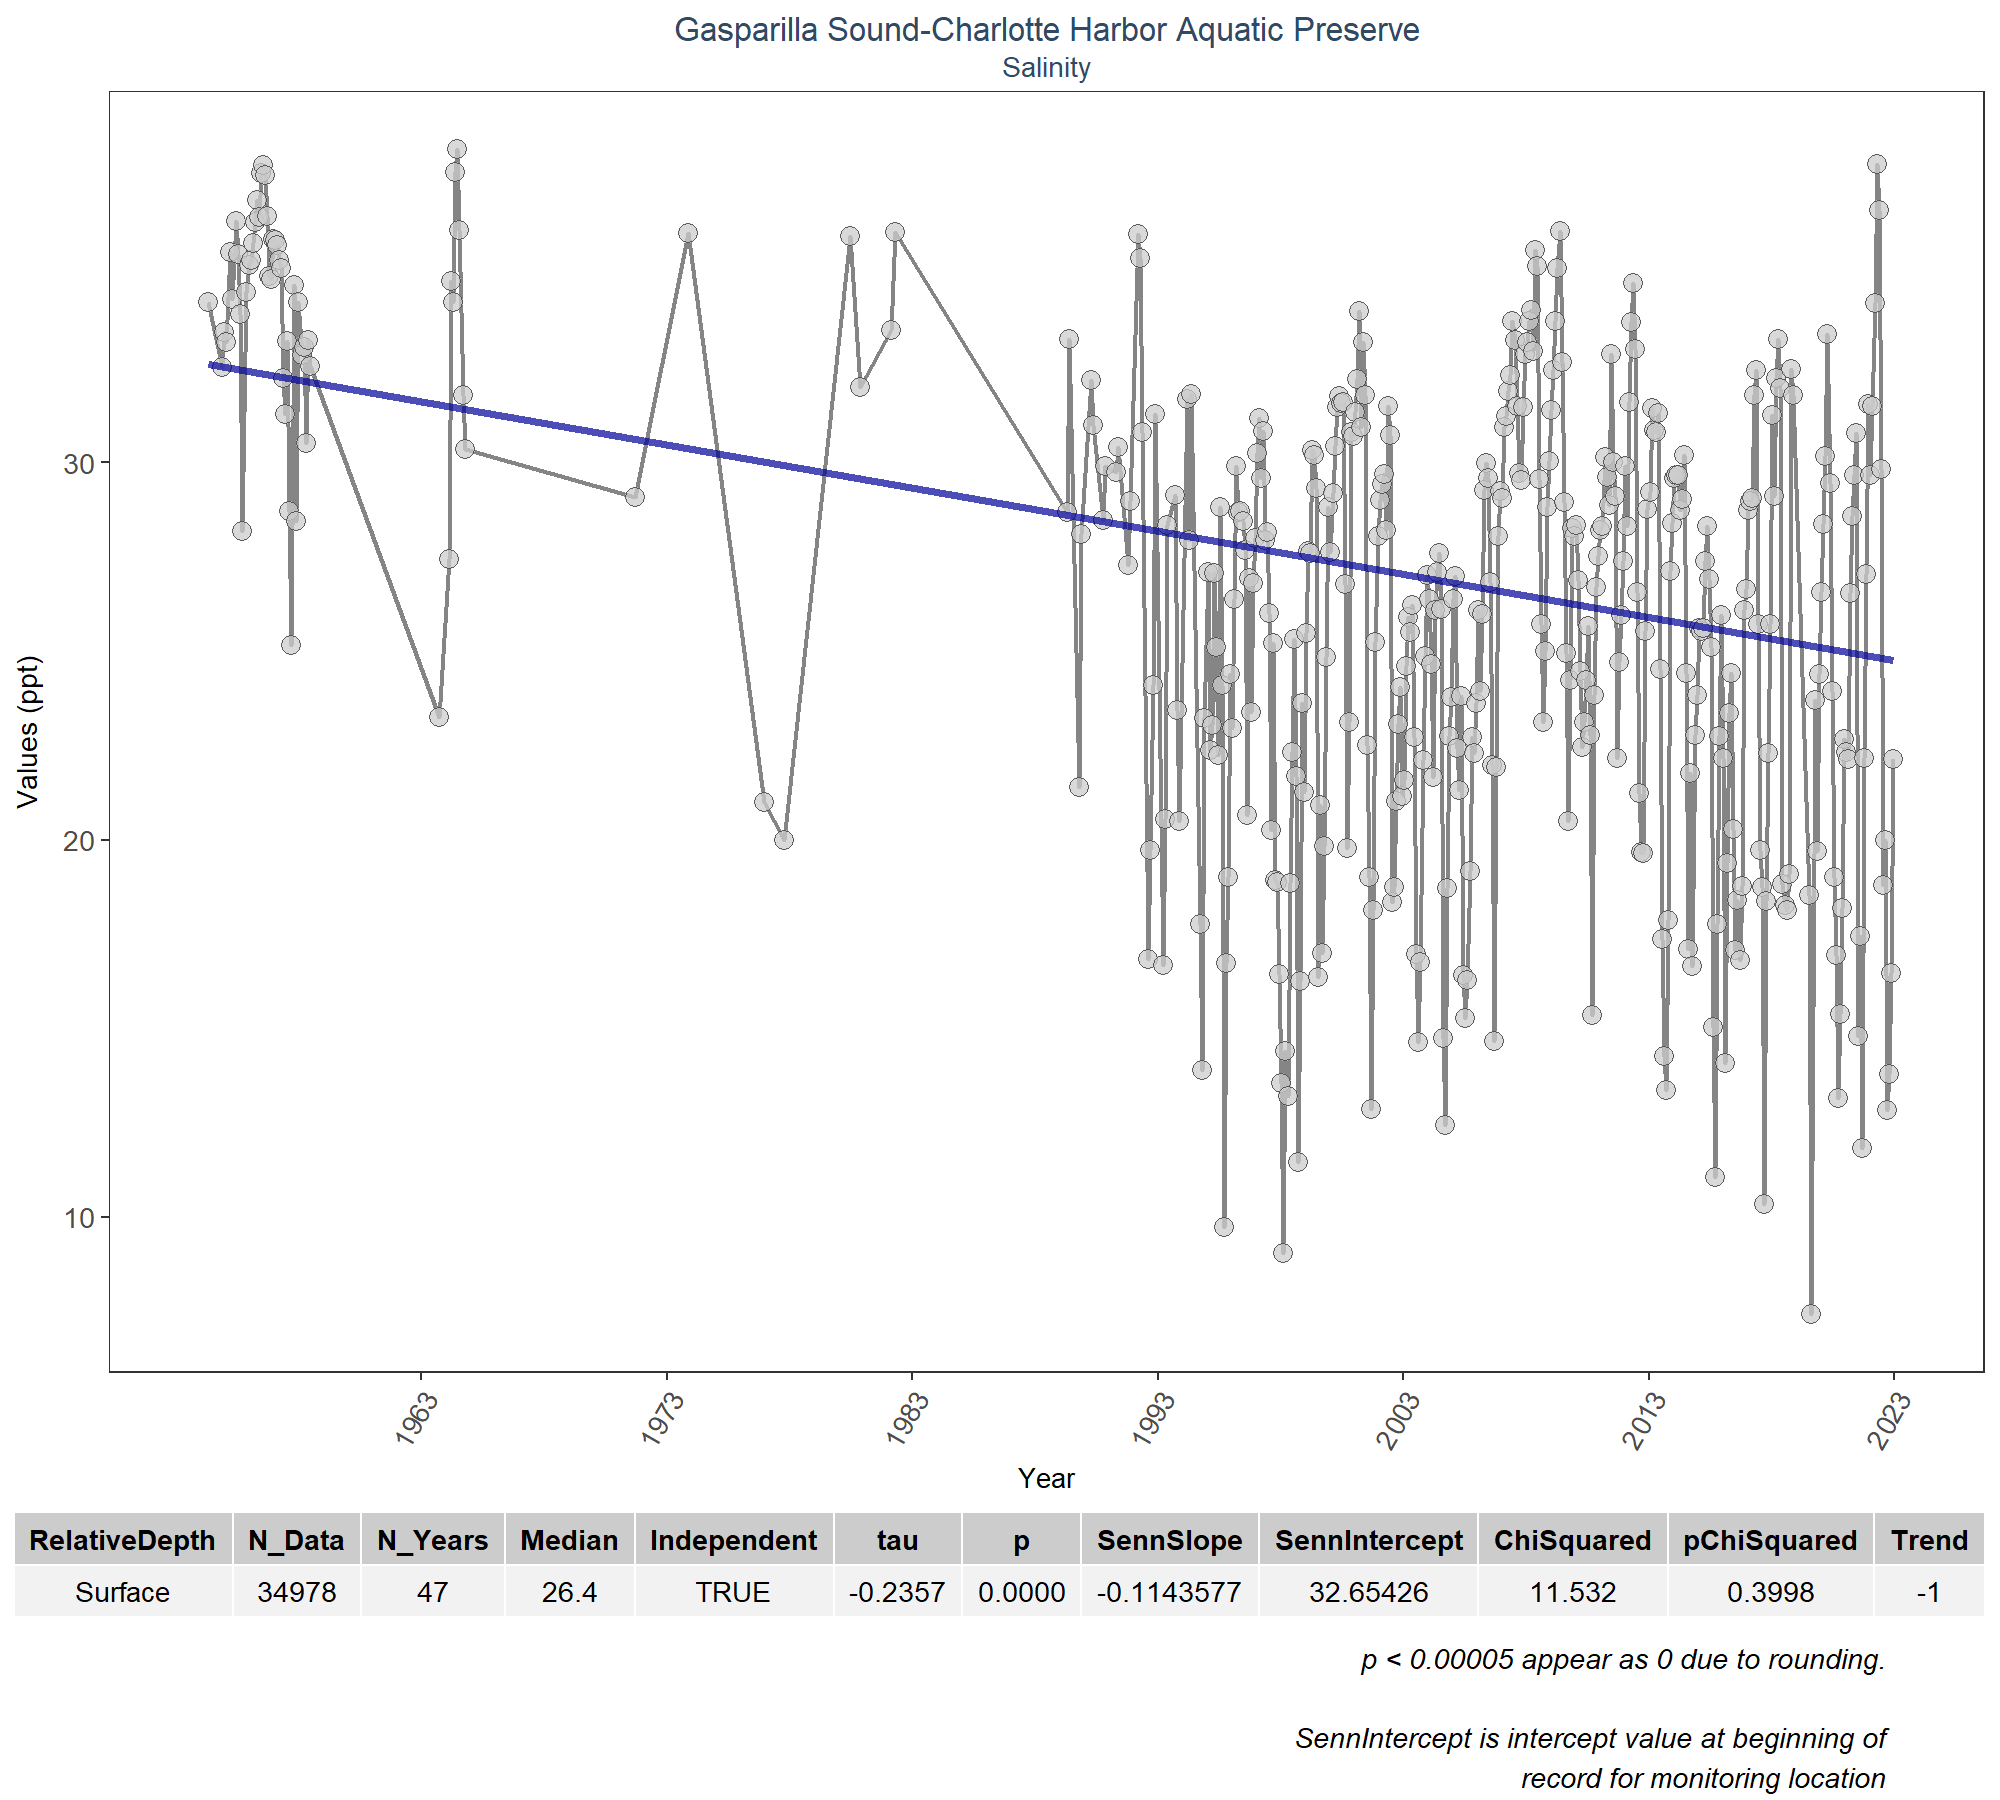 Gasparilla Sound-Charlotte Harbor Aquatic Preserve
Salinity
Values (ppt)
30
20
10
1963
1973
1983
1993
2003
2013
2023
Year
RelativeDepth N_Data N_Years Median Independent tau p SennSlope SennIntercept ChiSquared pChiSquared Trend
Surface 34978 47 26.4 TRUE -0.2357 0.0000 -0.1143577 32.65426 11.532 0.3998 -1
p < 0.00005 appear as 0 due to rounding.
SennIntercept is intercept value at beginning of
record for monitoring location